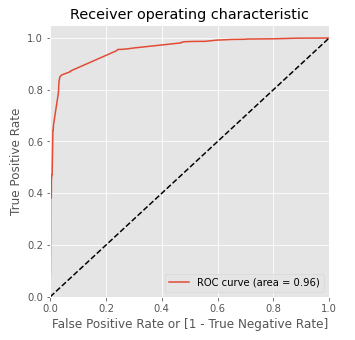 Receiver operating characteristic
True Positive Rate
1.0
0.8
0.6
0.4
0.2
0.0
ROC curve (area = 0.96)
0.0 0.2 0.4 0.6 0.8 1.0
False Positive Rate or [1 - True Negative Rate]